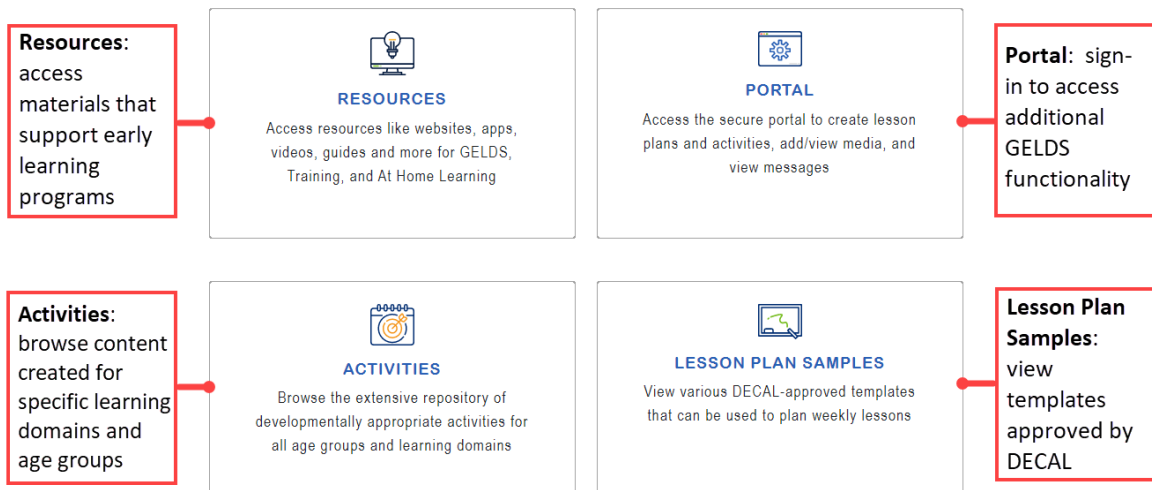 Resources:
access
materials that
support early
learning
programs
RESOURCES
Access resources like websites, apps,
videos, guides and more for GELDS,
Training, and At Home Learning
PORTAL
Access the secure portal to create lesson
plans and activities, add/view media, and
view messages
Portal: sign-
in to access
additional
GELDS
functionality
Activities:
browse content
created for
specific learning
domains and
age groups
ACTIVITIES
Browse the extensive repository of
developmentally appropriate activities for
all age groups and learning domains
LESSON PLAN SAMPLES
View various DECAL-approved templates
that can be used to plan weekly lessons
Lesson Plan
Samples:
view
templates
approved by
DECAL